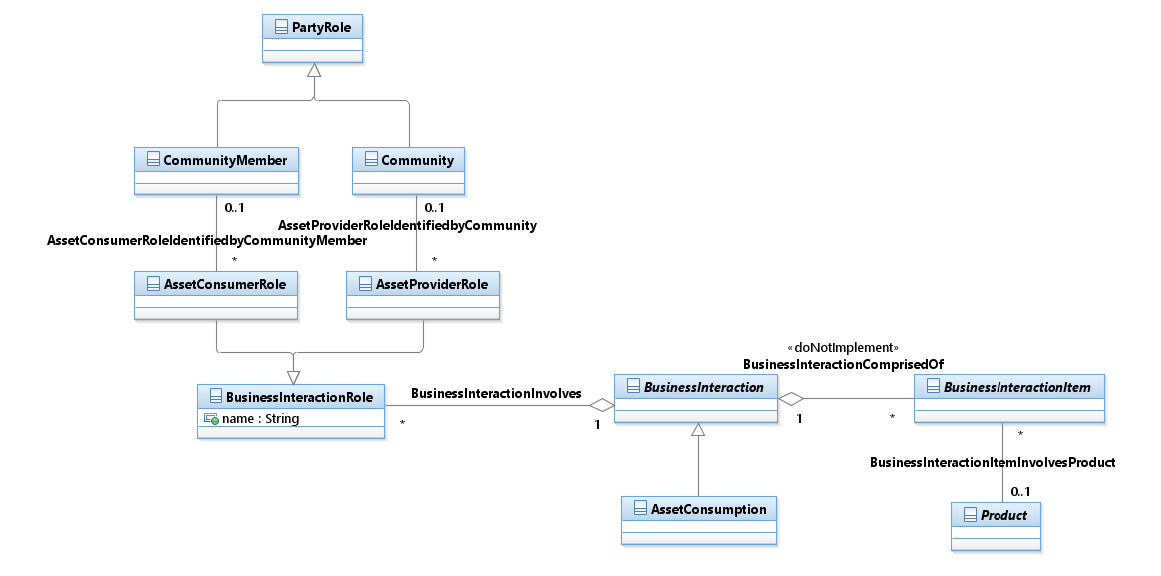 PartyRole
CommunityMember
Community
0..1
0..1
AssetProviderRoleIdentifiedbyCommunity
AssetConsumerRoleIdentifiedbyCommunityMember
*
*
AssetConsumerRole
AssetProviderRole
«doNotImplement»
BusinessInteractionComprisedOf
BusinessInteractionRole
name : String
BusinessInteractionInvolves
*
1
BusinessInteraction
1
*
BusinessInteractionItem
*
BusinessInteractionItemInvolvesProduct
0..1
AssetConsumption
Product